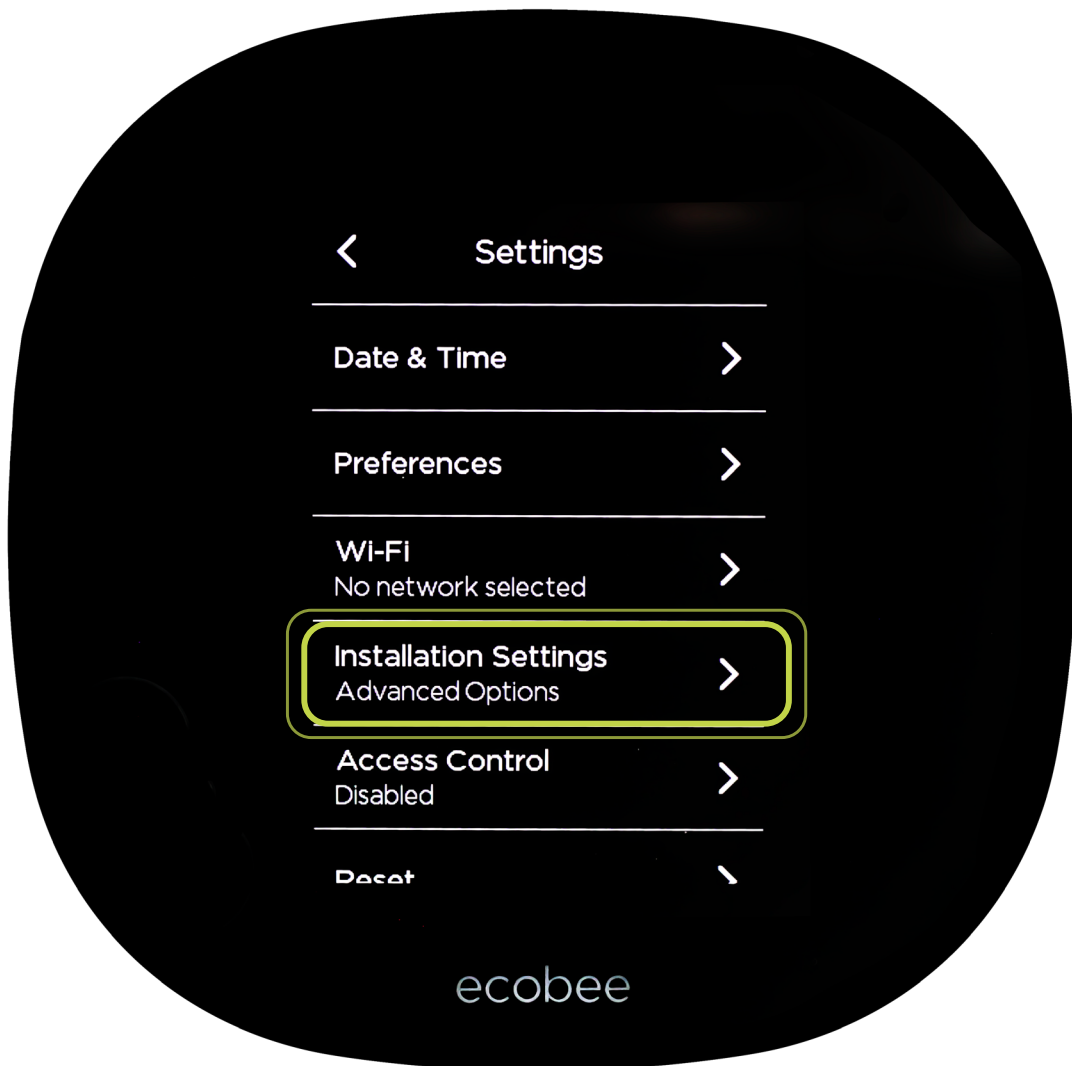 Settings
Date & Time
Preferences
Wi-Fi
No network selected
Installation Settings
Advanced Options
Access Control
Disabled
Reset
ecobee